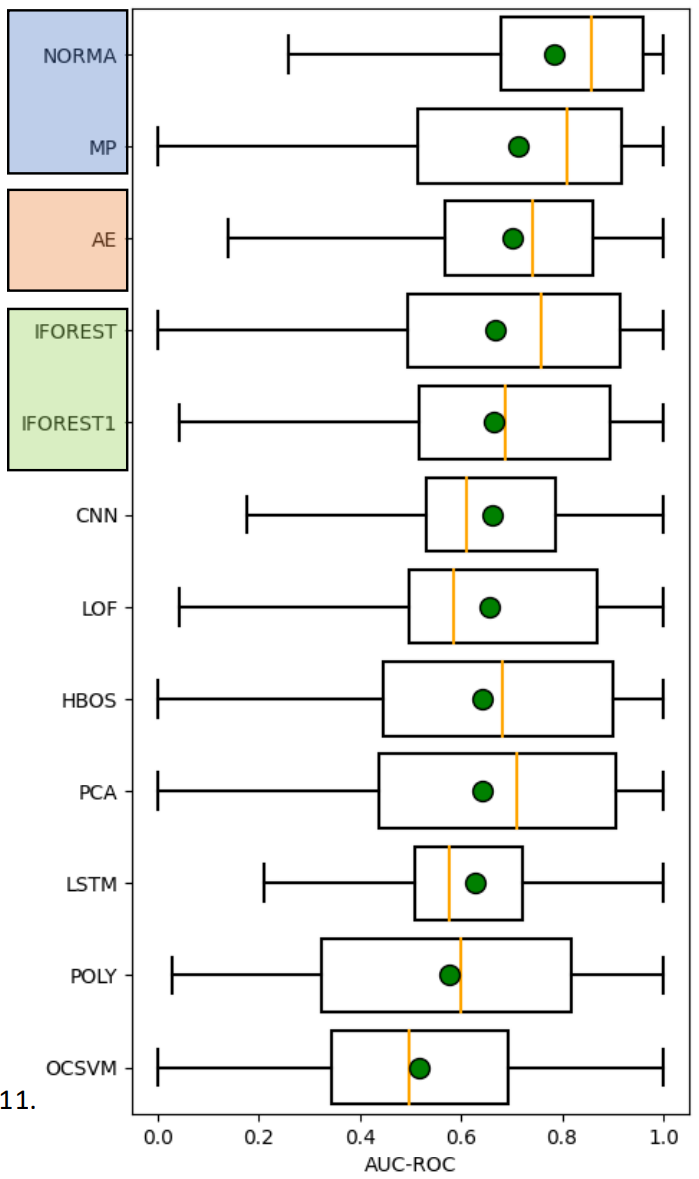 NORMA
MP
AE
IFOREST
IFOREST1
CNN
LOF
HBOS
PCA
LSTM
POLY
OCSVM
11.
0.0 0.2 0.4 0.6 0.8 1.0
AUC-ROC